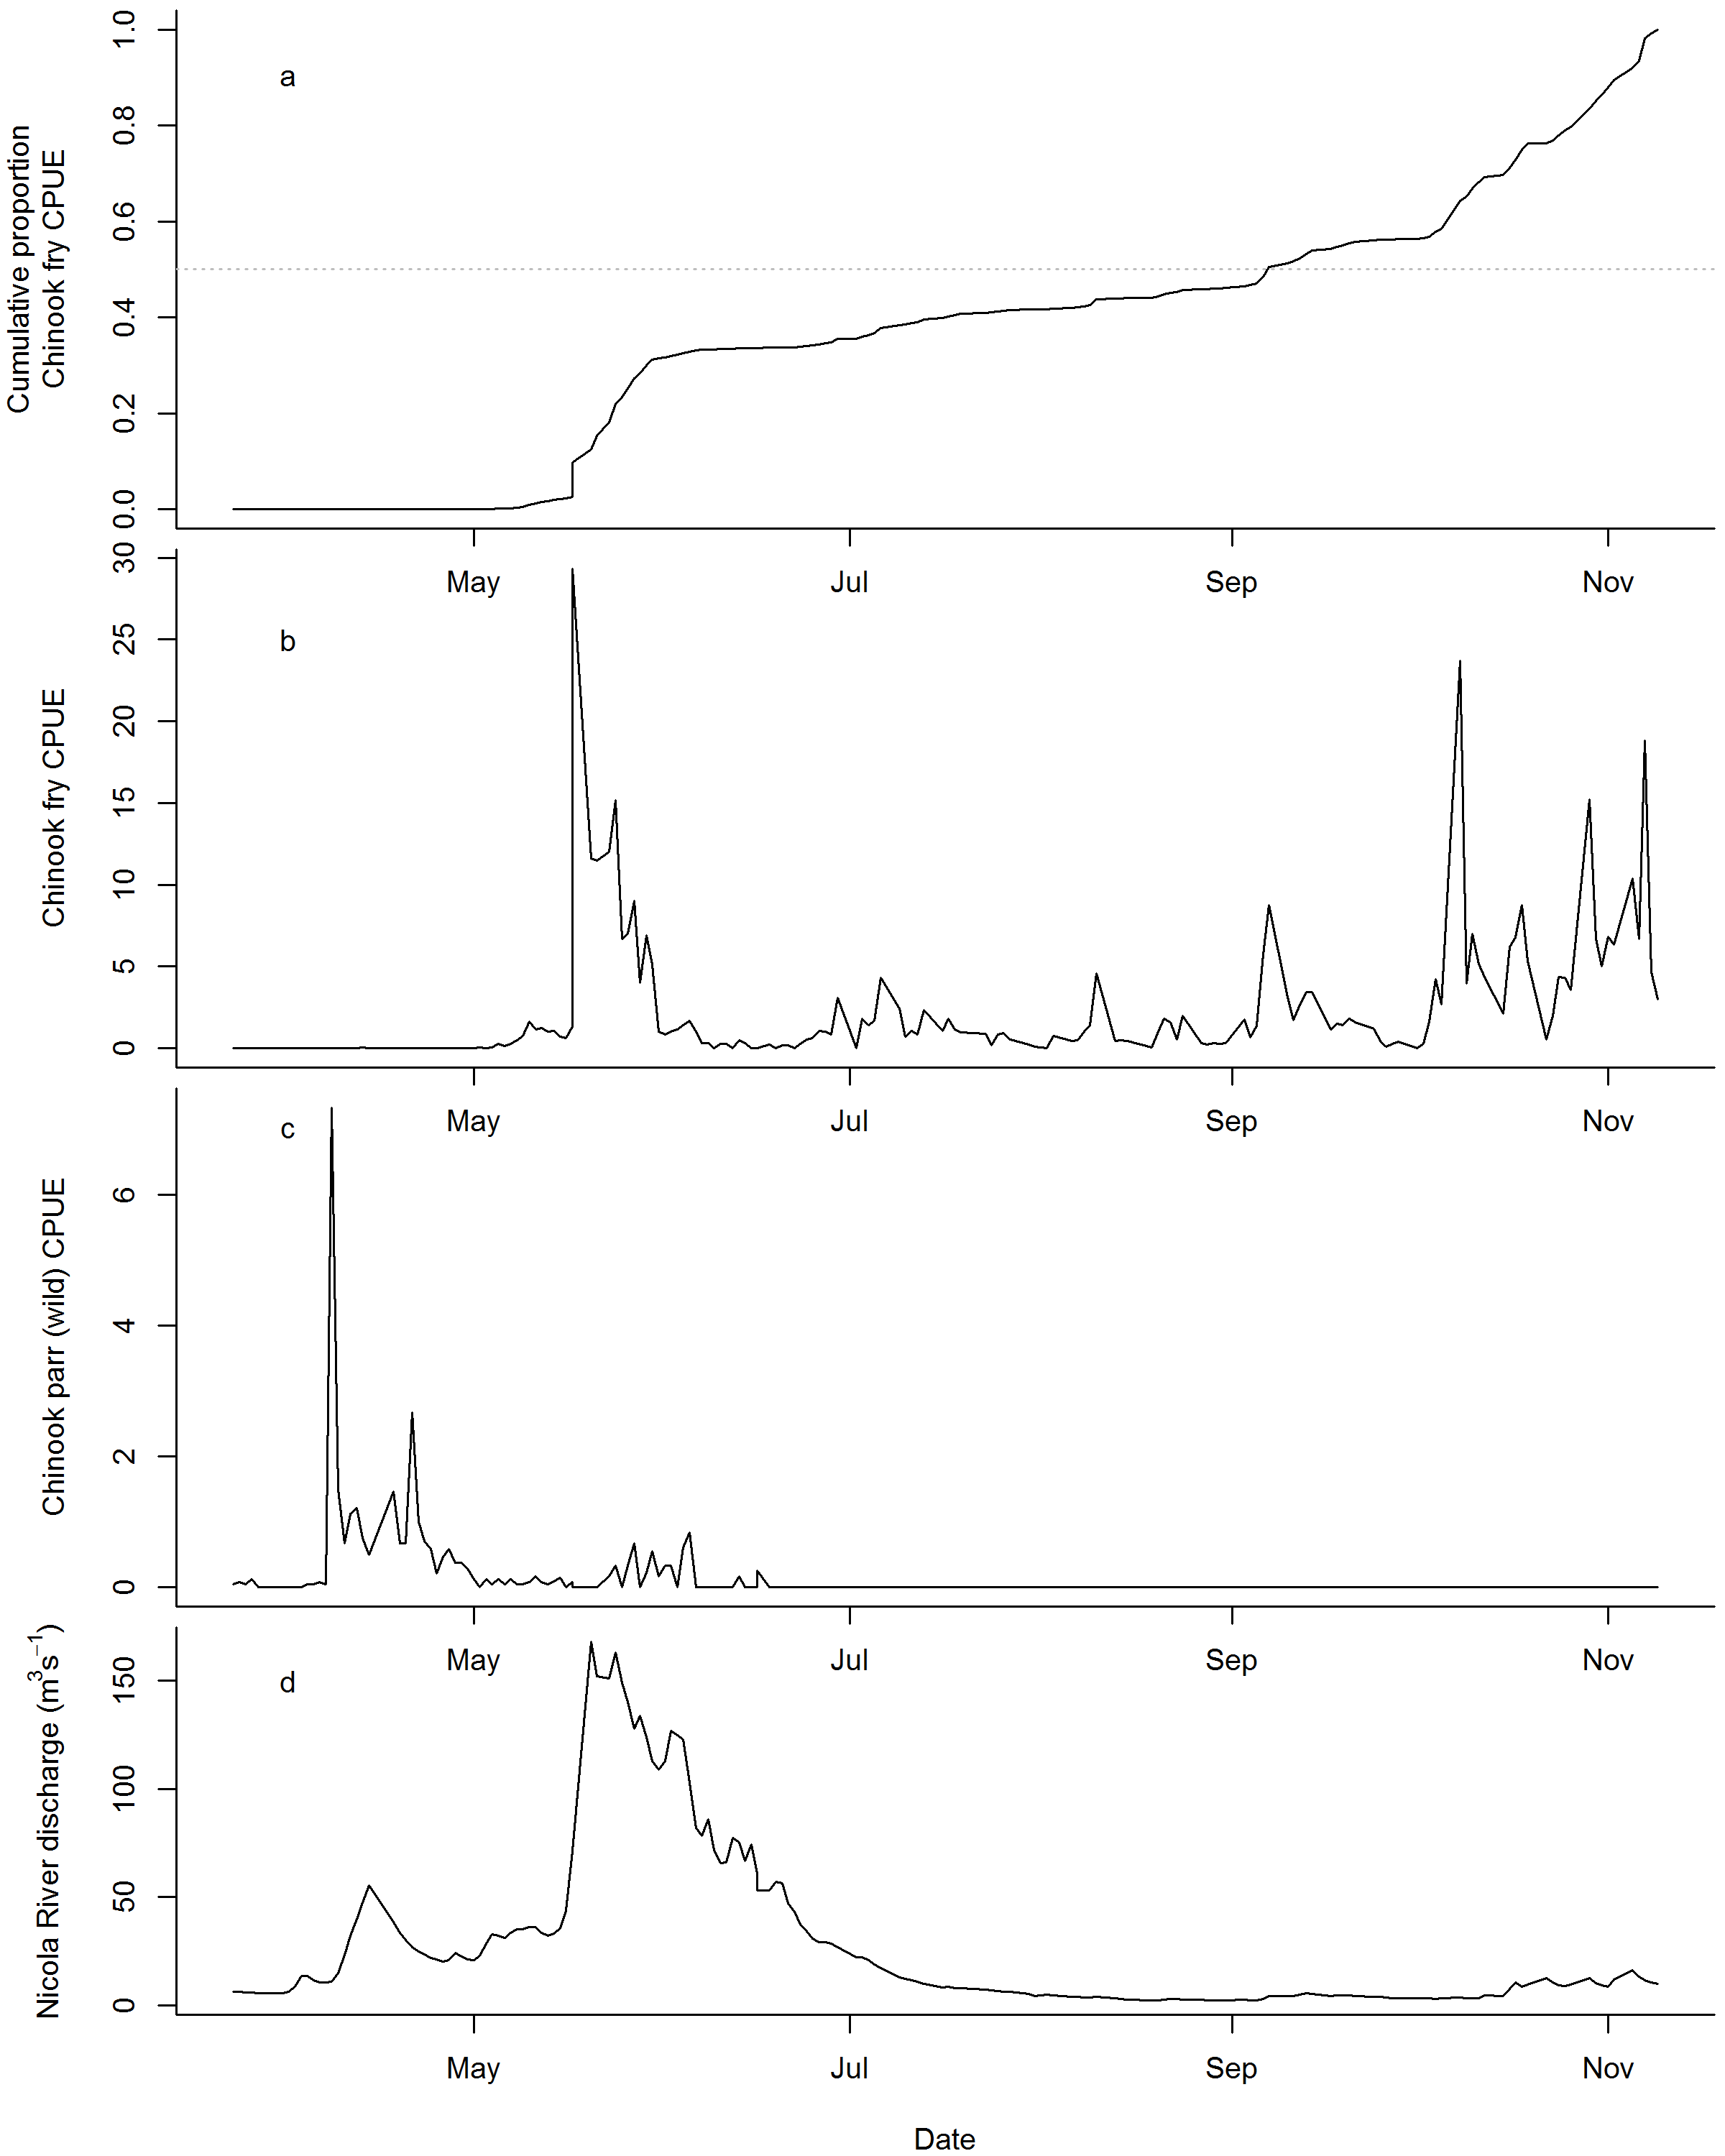 a
Cumulative proportion
Chinook fry CPUE
0.0 0.2 0.4 0.6 0.8 1.0
May Jul Sep Nov
b
Chinook fry CPUE
0 5 10 15 20 25 30
May Jul Sep Nov
c
Chinook parr (wild) CPUE
0 2 4 6
May Jul Sep Nov
d
Nicola River discharge (m³s⁻¹)
0 50 100 150
May Jul Sep Nov
Date